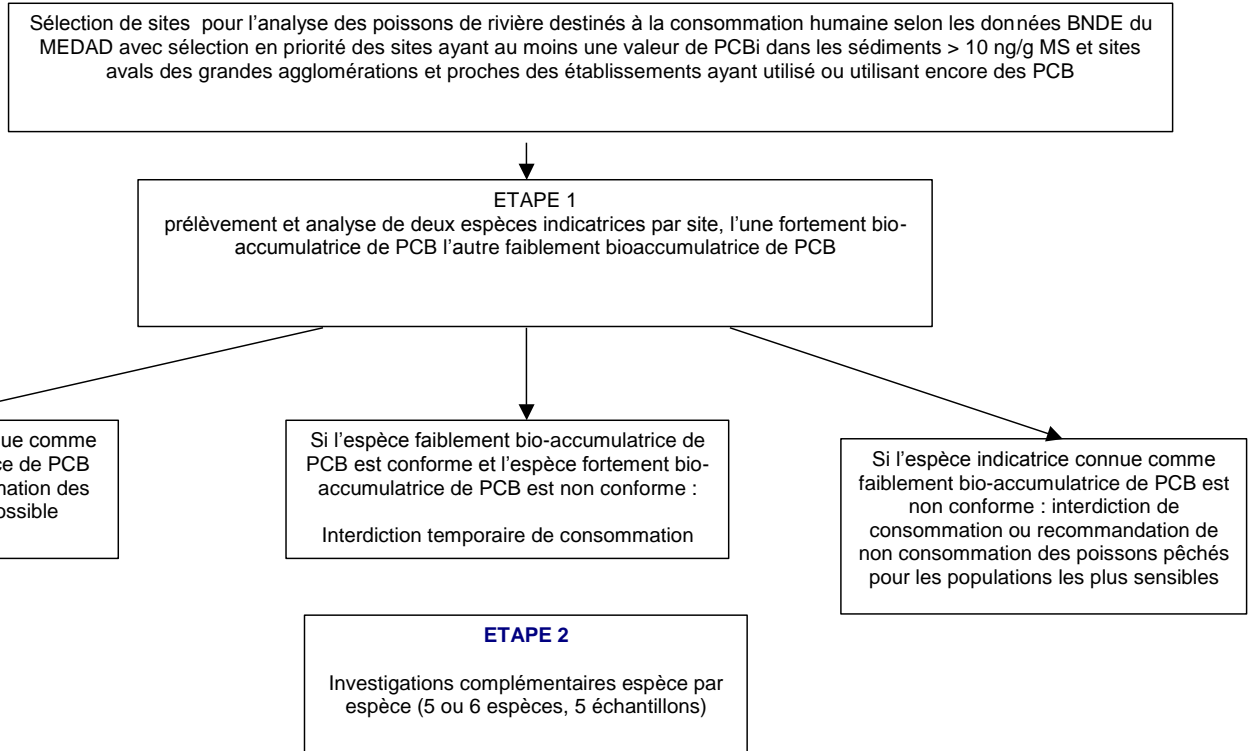 Sélection de sites pour l'analyse des poissons de rivière destinés à la consommation humaine selon les données BNDE du
MEDAD avec sélection en priorité des sites ayant au moins une valeur de PCBi dans les sédiments > 10 ng/g MS et sites
avals des grandes agglomérations et proches des établissements ayant utilisé ou utilisant encore des PCB
ETAPE 1
prélèvement et analyse de deux espèces indicatrices par site, l'une fortement bio-
accumulatrice de PCB l'autre faiblement bioaccumulatrice de PCB
comme
de PCB
des
Si l'espèce faiblement bio-accumulatrice de
PCB est conforme et l'espèce fortement bio-
accumulatrice de PCB est non conforme :
Interdiction temporaire de consommation
Si l'espèce indicatrice connue comme
faiblement bio-accumulatrice de PCB est
non conforme : interdiction de
consommation ou recommandation de
non consommation des poissons pêchés
pour les populations les plus sensibles
ETAPE 2
Investigations complémentaires espèce par
espèce (5 ou 6 espèces, 5 échantillons)